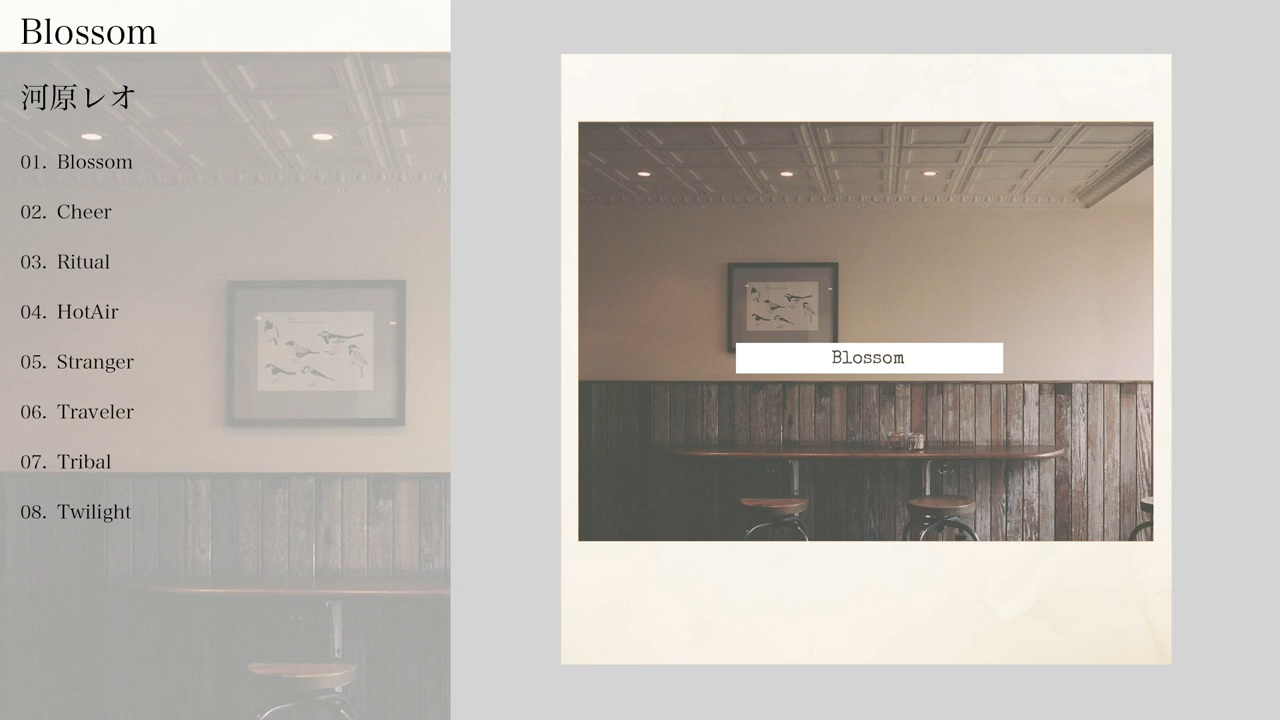 Blossom
河原レオ
01. Blossom
02. Cheer
03. Ritual
04. HotAir
05. Stranger
06. Traveler
07. Tribal
08. Twilight
Blossom